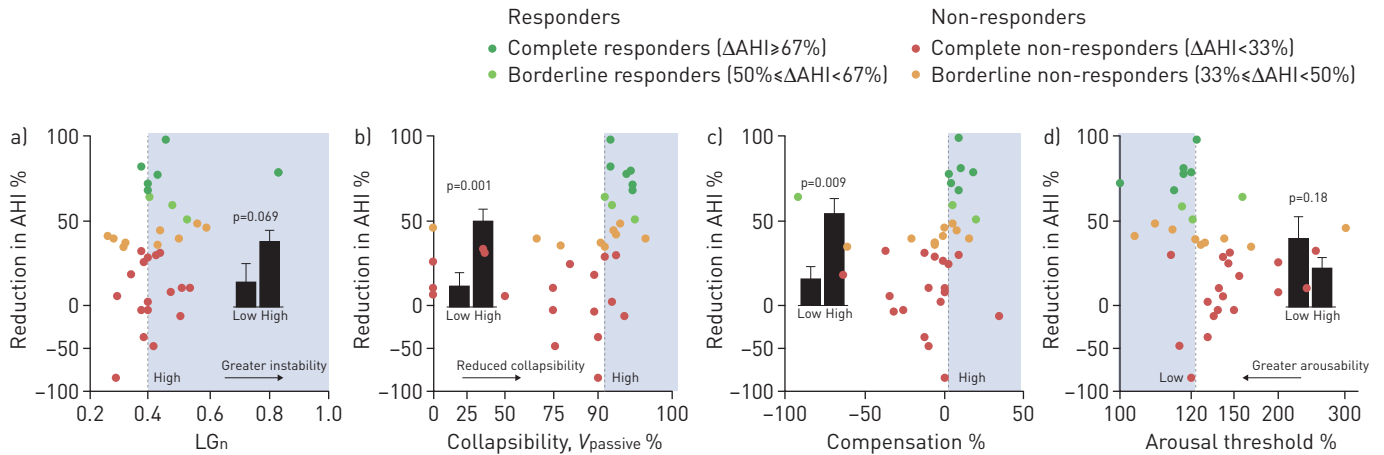 Responders
Non-responders
Complete responders (ΔAHI⩾67%)
Complete non-responders (ΔAHI<33%)
Borderline responders (50%⩽ΔAHI<67%)
Borderline non-responders (33%⩽ΔAHI<50%)
a)
Reduction in AHI %
100
50
0
−50
−100
p=0.069
Low High
Greater instability
High
0.2 0.4 0.6 0.8 1.0
LGn
b)
Reduction in AHI %
100
50
0
−50
−100
p=0.001
Low High
Reduced collapsibility
High
0 25 50 75 90 100
Collapsibility, Vpassive %
c)
Reduction in AHI %
100
50
0
−50
−100
p=0.009
Low High
High
−100 −50 0 50
Compensation %
d)
Reduction in AHI %
100
50
0
−50
−100
p=0.18
Low High
Greater arousability
Low
100 120 150 200 300
Arousal threshold %